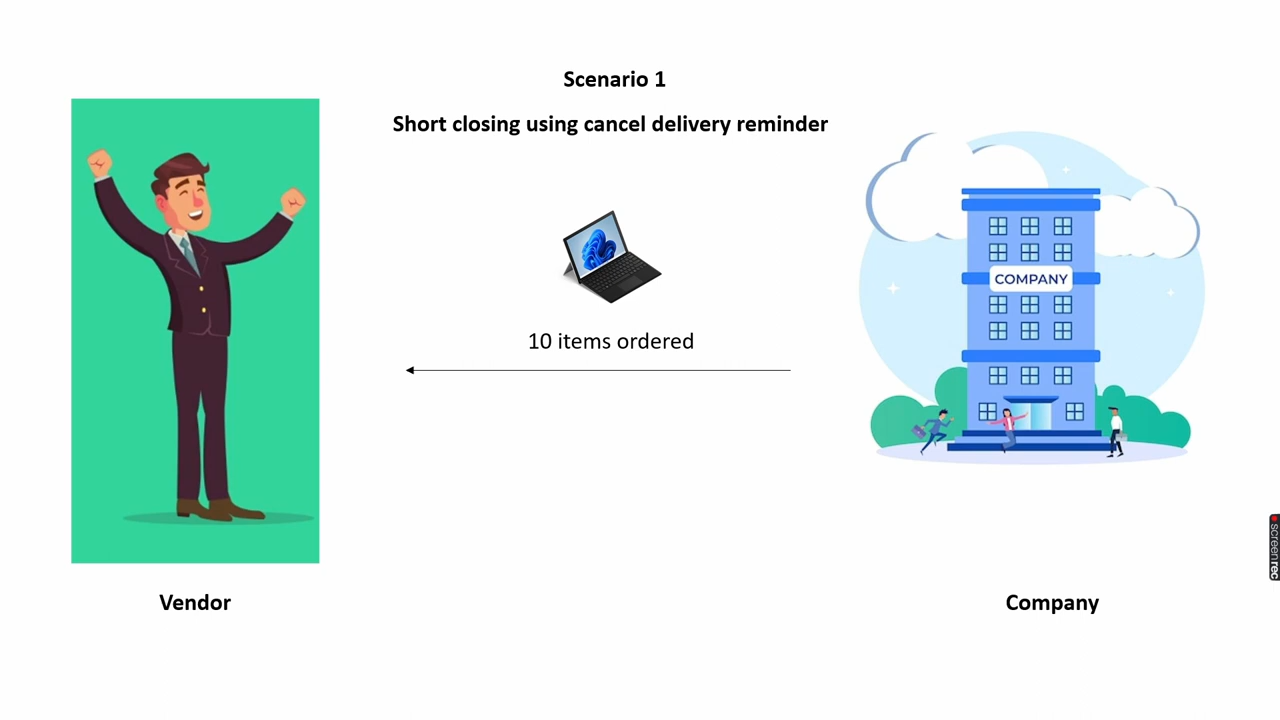 Scenario 1
Short closing using cancel delivery reminder
COMPANY
10 items ordered
Vendor
Company
screenrec